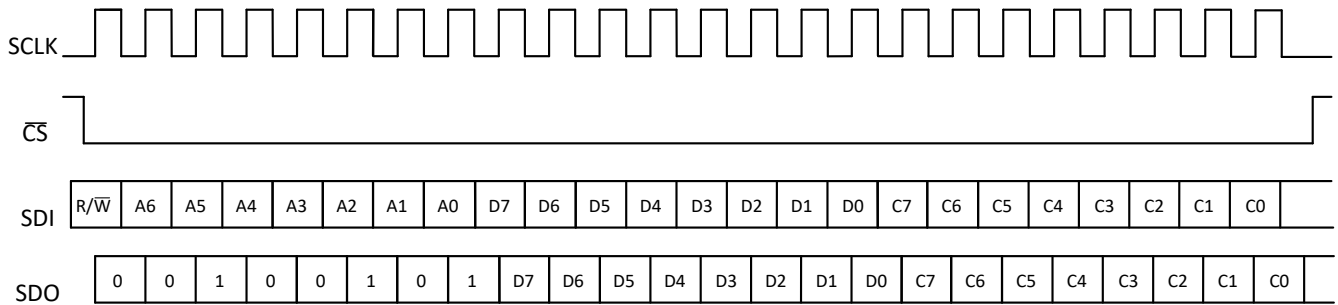 SCLK
C̅S̅
SDI R/W̅ A6 A5 A4 A3 A2 A1 A0 D7 D6 D5 D4 D3 D2 D1 D0 C7 C6 C5 C4 C3 C2 C1 C0
SDO 0 0 1 0 0 1 0 1 D7 D6 D5 D4 D3 D2 D1 D0 C7 C6 C5 C4 C3 C2 C1 C0